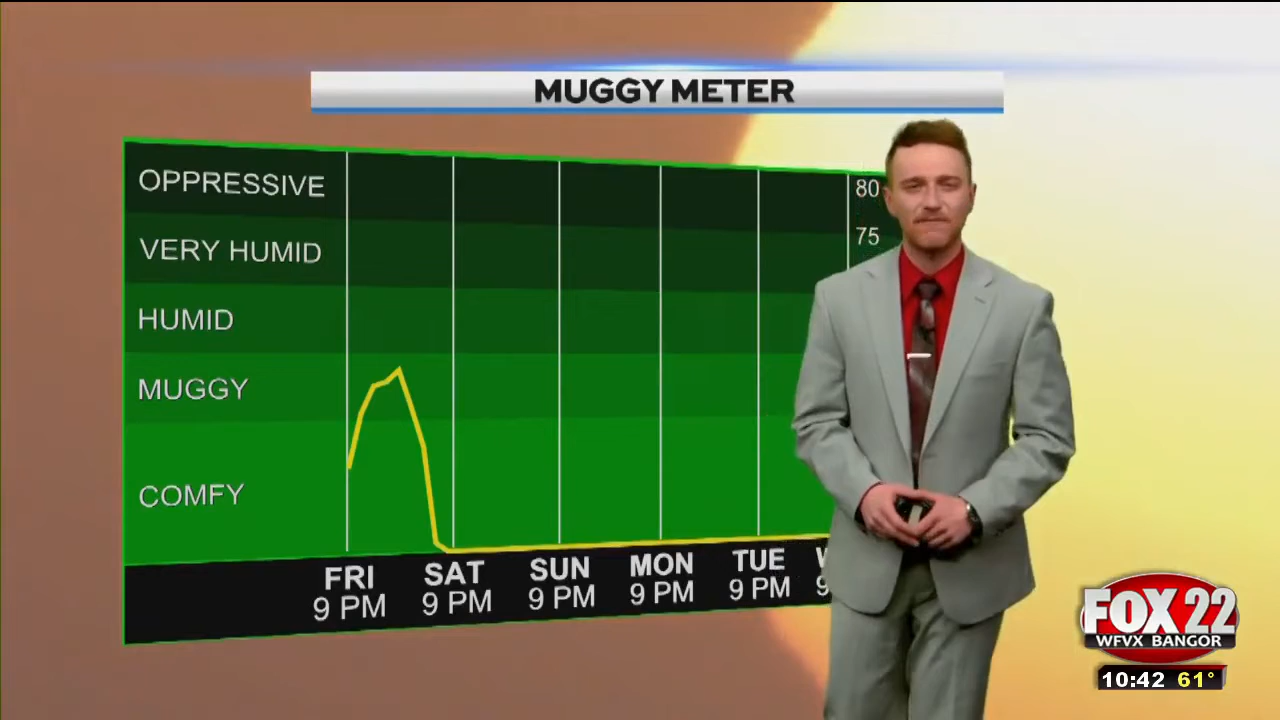 MUGGY METER
OPPRESSIVE
80
VERY HUMID
75
HUMID
MUGGY
COMFY
FRI SAT SUN MON TUE
9 PM 9 PM 9 PM 9 PM 9 PM
FOX 22
WFVX BANGOR
10:42 61°